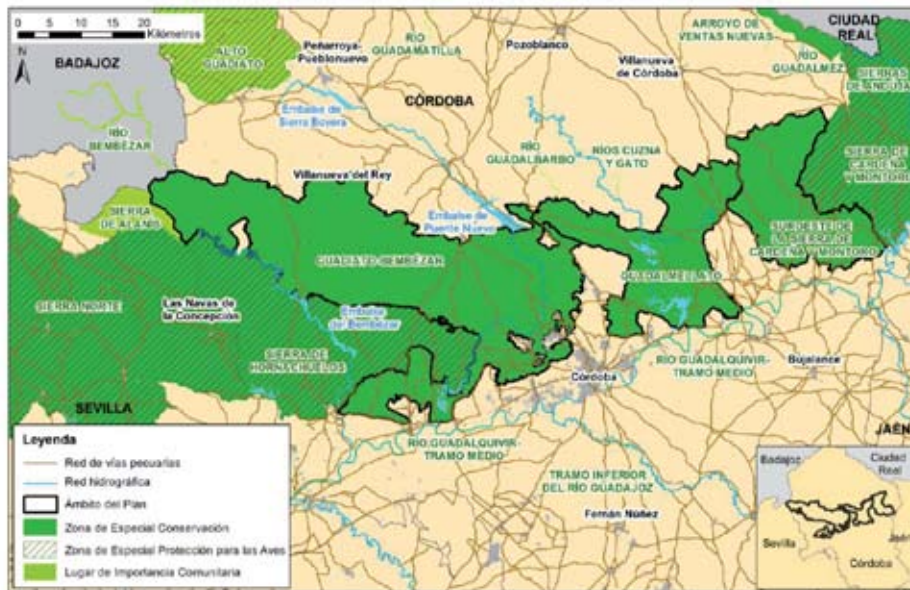 0 5 10 20
Kilómetros
N
BADAJOZ
ALTO
GUADIATO
Peñarroya-
Pueblonuevo
RÍO
GUADAMATILLA
Pozoblanco
ARROYO DE
VENTAS NUEVAS
CIUDAD
REAL
Villanueva
de Córdoba
RÍO
GUADALMEZ
CÓRDOBA
Embalse de
Sierra Boyera
RÍO
BEMBÉZAR
RÍO
GUADALBARBO
RÍOS CUZNA
Y GATO
SIERRA DE
CARDEÑA
Y MONTORO
Villanueva del Rey
SIERRA
DE ALANÍS
Embalse de
Puente Nuevo
SUROESTE DE
LA SIERRA DE
CARDEÑA Y MONTORO
GUADIATO-BEMBÉZAR
GUADALMELLATO
SIERRA NORTE
Las Navas de
la Concepción
Embalse
del Bembézar
SIERRA DE
HORNACHUELOS
RÍO GUADALQUIVIR-
TRAMO MEDIO
Bujalance
Córdoba
SEVILLA
RÍO GUADALQUIVIR-
TRAMO MEDIO
JAÉN
TRAMO INFERIOR
DEL RÍO GUADAJOZ
Fernán Núñez
Leyenda
Red de vías pecuarias
Red hidrográfica
Ámbito del Plan
Zona de Especial Conservación
Zona de Especial Protección para las Aves
Lugar de Importancia Comunitaria
Badajoz
Ciudad
Real
Sevilla
Córdoba